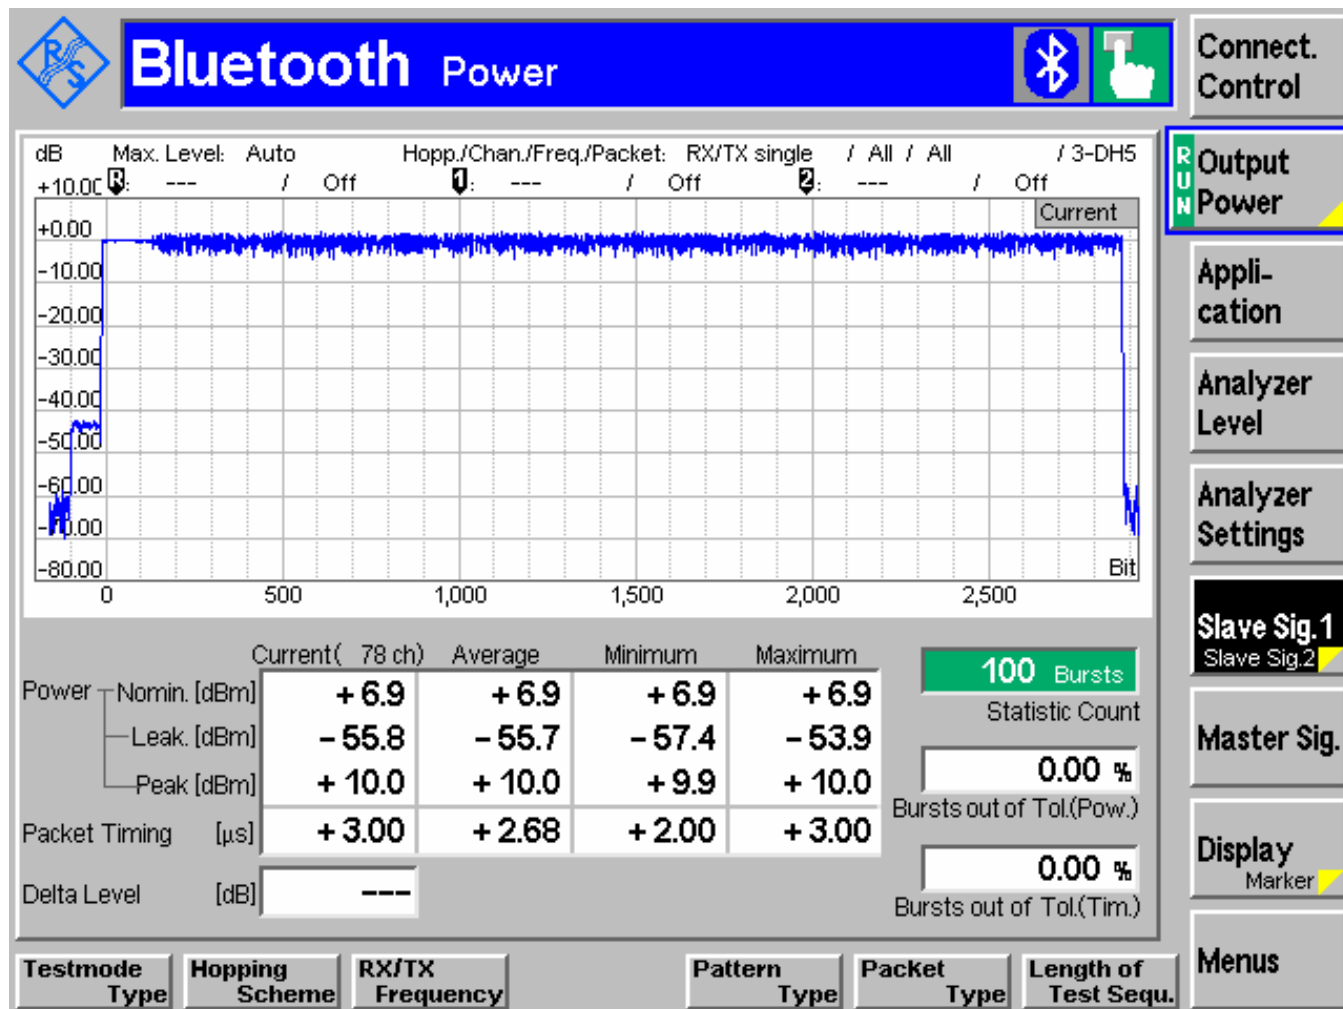 R S
Bluetooth Power
Connect. Control
dB Max. Level: Auto Hopp./Chan./Freq./Packet: RX/TX single / All / All / 3-DH5
R: --- / Off 1: --- / Off 2: --- / Off
Current
+10.00
+0.00
-10.00
-20.00
-30.00
-40.00
-50.00
-60.00
-70.00
-80.00
Bit
0 500 1,000 1,500 2,000 2,500
Current( 78 ch) Average Minimum Maximum
Power Nomin. [dBm] + 6.9 + 6.9 + 6.9 + 6.9
Leak. [dBm] - 55.8 - 55.7 - 57.4 - 53.9
Peak [dBm] + 10.0 + 10.0 + 9.9 + 10.0
Packet Timing [µs] + 3.00 + 2.68 + 2.00 + 3.00
Delta Level [dB] ---
100 Bursts
Statistic Count
0.00 %
Bursts out of Tol.(Pow.)
0.00 %
Bursts out of Tol.(Tim.)
RUN
Output Power
Appli-
cation
Analyzer Level
Analyzer Settings
Slave Sig.1
Slave Sig.2
Master Sig.
Display
Marker
Menus
Testmode Type
Hopping Scheme
RX/TX Frequency
Pattern Type
Packet Type
Length of Test Sequ.